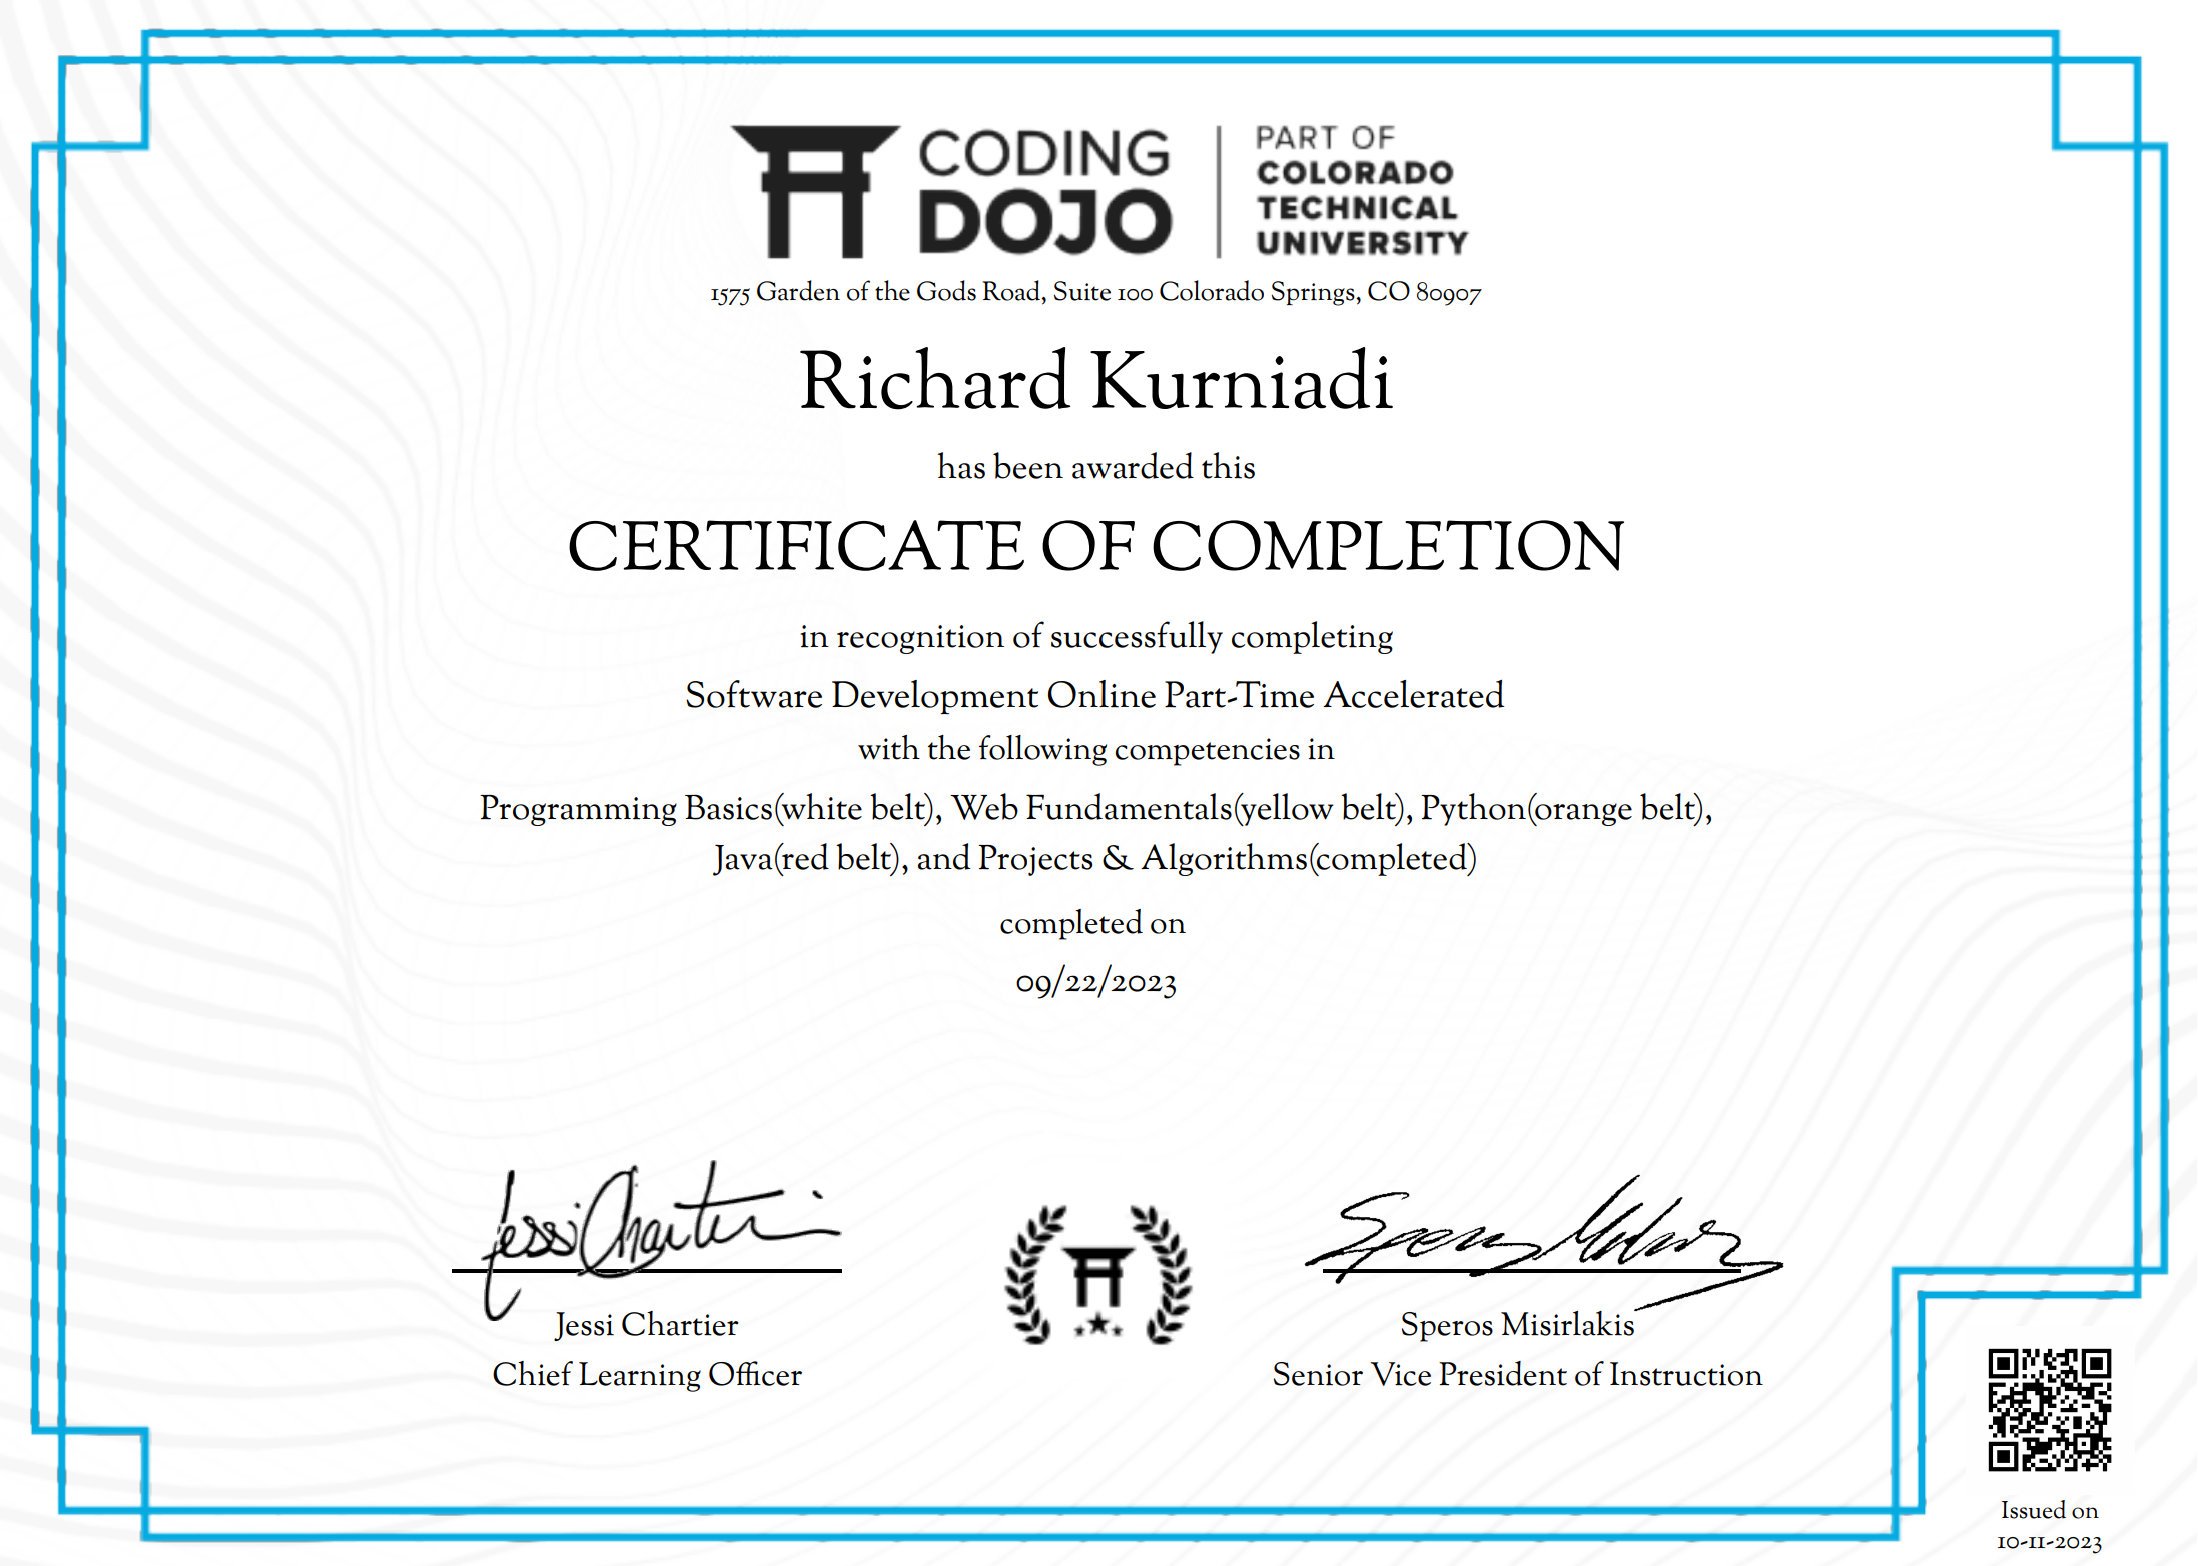 CODING
DOJO
PART OF
COLORADO
TECHNICAL
UNIVERSITY
1575 Garden of the Gods Road, Suite 100 Colorado Springs, CO 80907
Richard Kurniadi
has been awarded this
CERTIFICATE OF COMPLETION
in recognition of successfully completing
Software Development Online Part-Time Accelerated
with the following competencies in
Programming Basics(white belt), Web Fundamentals(yellow belt), Python(orange belt),
Java(red belt), and Projects & Algorithms(completed)
completed on
09/22/2023
Jessi Chartier
Jessi Chartier
Chief Learning Officer
Speros Misirlakis
Senior Vice President of Instruction
Issued on
10-11-2023